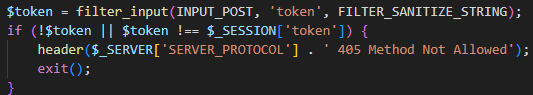 $token = filter_input(INPUT_POST, 'token', FILTER_SANITIZE_STRING);
if (!$token || $token !== $_SESSION['token']) {
    header($_SERVER['SERVER_PROTOCOL'] . ' 405 Method Not Allowed');
    exit();
}